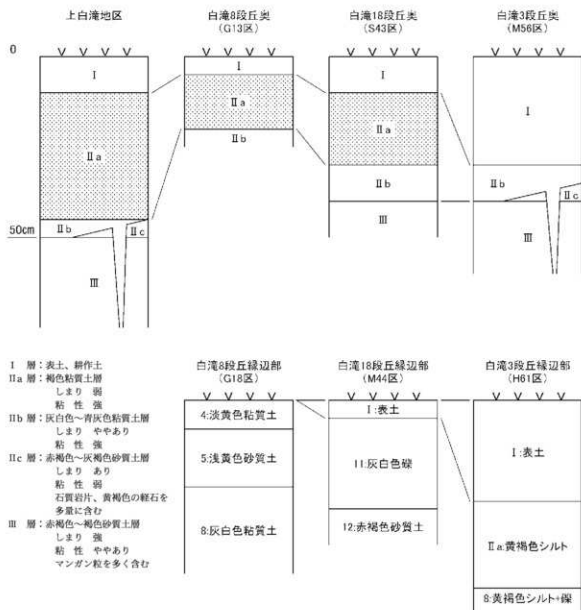 上白滝地区
白滝8段丘奥
(G13区)
白滝18段丘奥
(S43区)
白滝3段丘奥
(M56区)
0
Ⅰ
Ⅱa
Ⅱb
Ⅱc
50cm
Ⅲ
Ⅰ
Ⅱa
Ⅱb
Ⅰ
Ⅱa
Ⅱb
Ⅲ
Ⅰ
Ⅱb
Ⅱc
Ⅲ
Ⅰ 層:表土、耕作土
Ⅱa 層:褐色粘質土層
しまり 弱
粘 性 強
Ⅱb 層:灰白色~青灰色粘質土層
しまり ややあり
粘 性 強
Ⅱc 層:赤褐色~灰褐色砂質土層
しまり あり
粘 性 弱
石質岩片、黄褐色の軽石を
多量に含む
Ⅲ 層:赤褐色~褐色砂質土層
しまり 強
粘 性 ややあり
マンガン粒を多く含む
白滝8段丘縁辺部
(G18区)
4:淡黄色粘質土
5:浅黄色砂質土
8:灰白色粘質土
白滝18段丘縁辺部
(M44区)
Ⅰ:表土
11:灰白色礫
12:赤褐色砂質土
白滝3段丘縁辺部
(H61区)
Ⅰ:表土
Ⅱa:黄褐色シルト
8:黄褐色シルト+礫